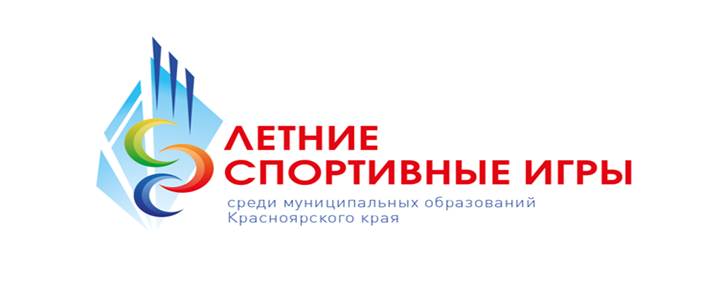 ЛЕТНИЕ
СПОРТИВНЫЕ ИГРЫ
среди муниципальных образований
Красноярского края